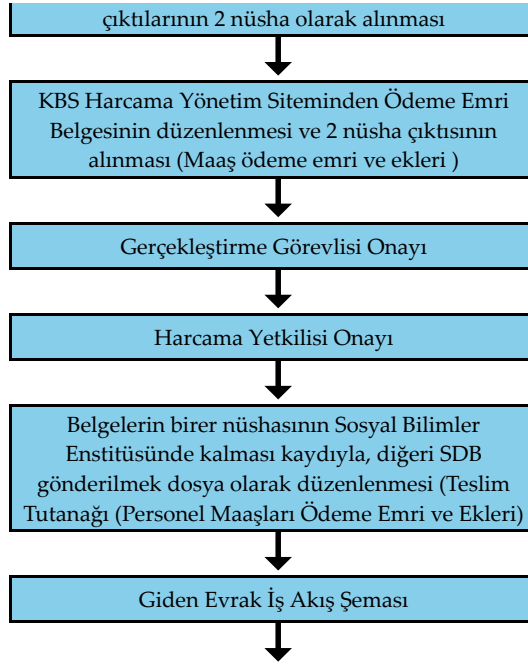 çıktılarının 2 nüsha olarak alınması
KBS Harcama Yönetim Siteminden Ödeme Emri
Belgesinin düzenlenmesi ve 2 nüsha çıktısının
alınması (Maaş ödeme emri ve ekleri )
Gerçekleştirme Görevlisi Onayı
Harcama Yetkilisi Onayı
Belgelerin birer nüshasının Sosyal Bilimler
Enstitüsünde kalması kaydıyla, diğeri SDB
gönderilmek dosya olarak düzenlenmesi (Teslim
Tutanağı (Personel Maaşları Ödeme Emri ve Ekleri)
Giden Evrak İş Akış Şeması